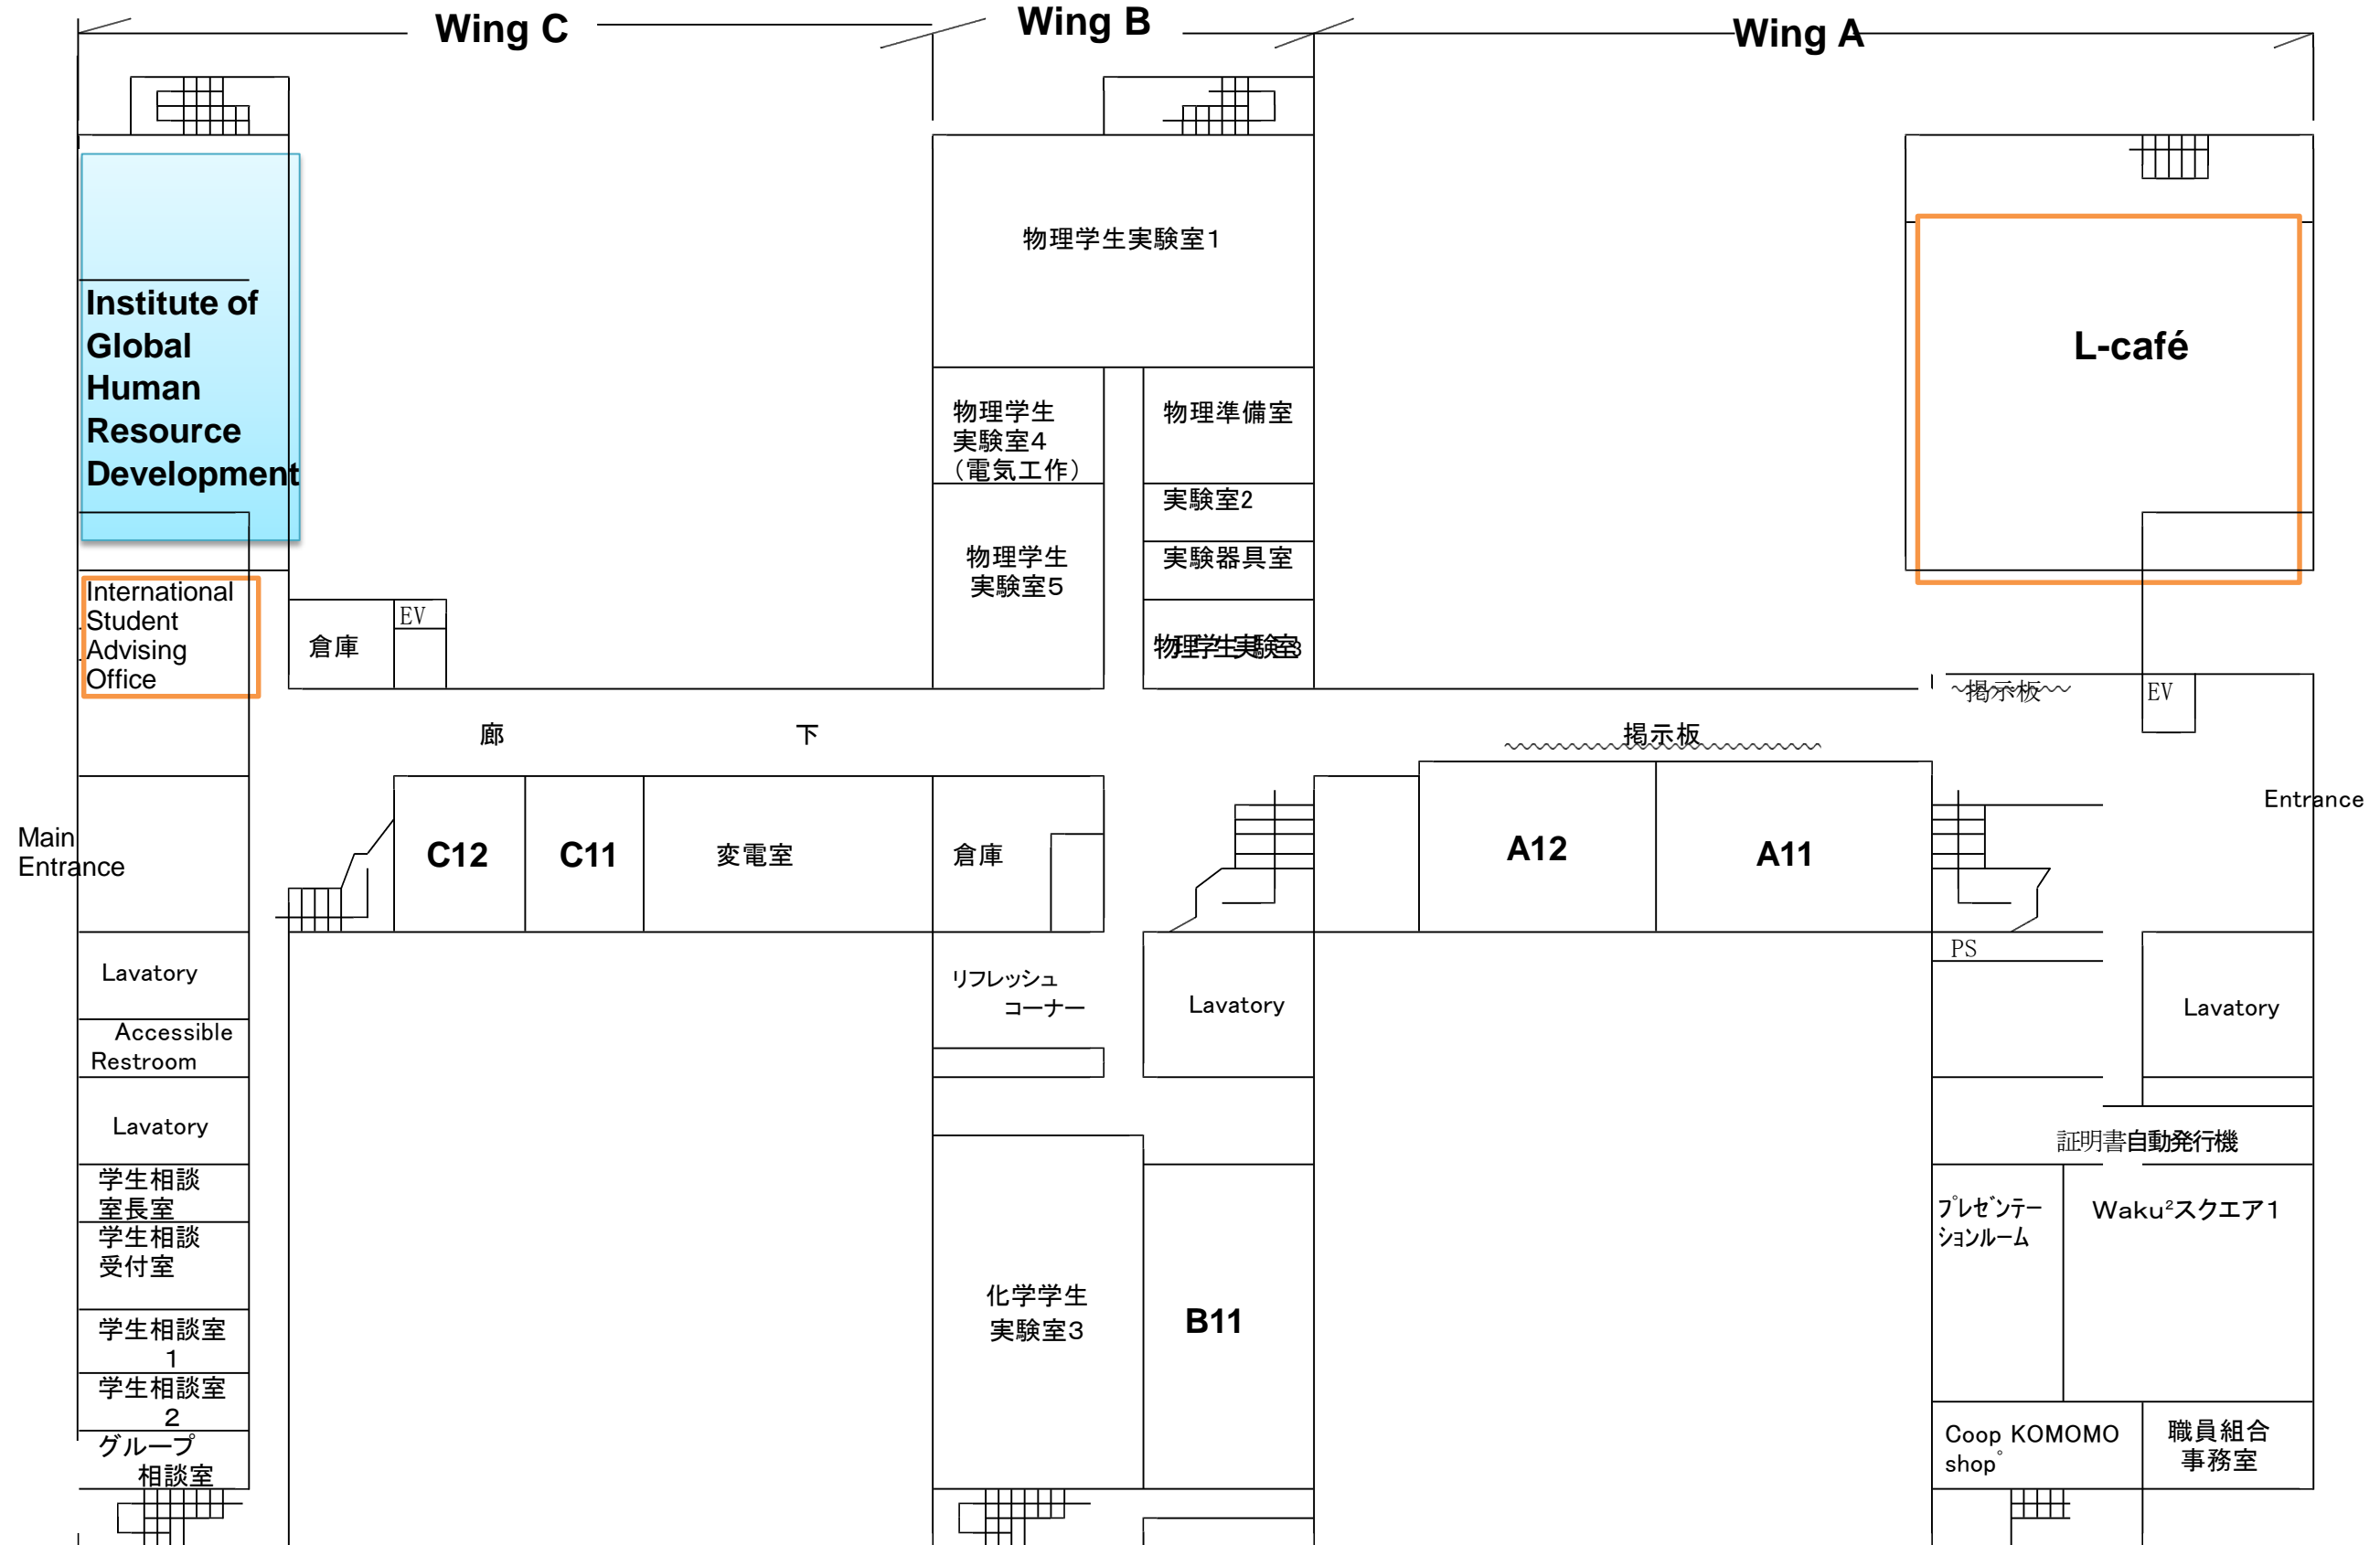 Wing C
Wing B
Wing A
物理学生実験室1
L-café
Institute of
Global
Human
Resource
Development
物理学生
実験室4
（電気工作）
物理準備室
実験室2
物理学生
実験室5
実験器具室
物理学生実験室3
International
Student
Advising
Office
倉庫
EV
掲示板
EV
廊 下
掲示板
Entrance
Main
Entrance
C12
C11
変電室
倉庫
A12
A11
PS
Lavatory
リフレッシュ
コーナー
Lavatory
Lavatory
Accessible
Restroom
Lavatory
証明書自動発行機
学生相談
室長室
学生相談
受付室
プレゼンテー
ションルーム
Waku²スクエア1
化学学生
実験室3
B11
学生相談室
1
学生相談室
2
グループ
相談室
Coop KOMOMO
shop゜
職員組合
事務室